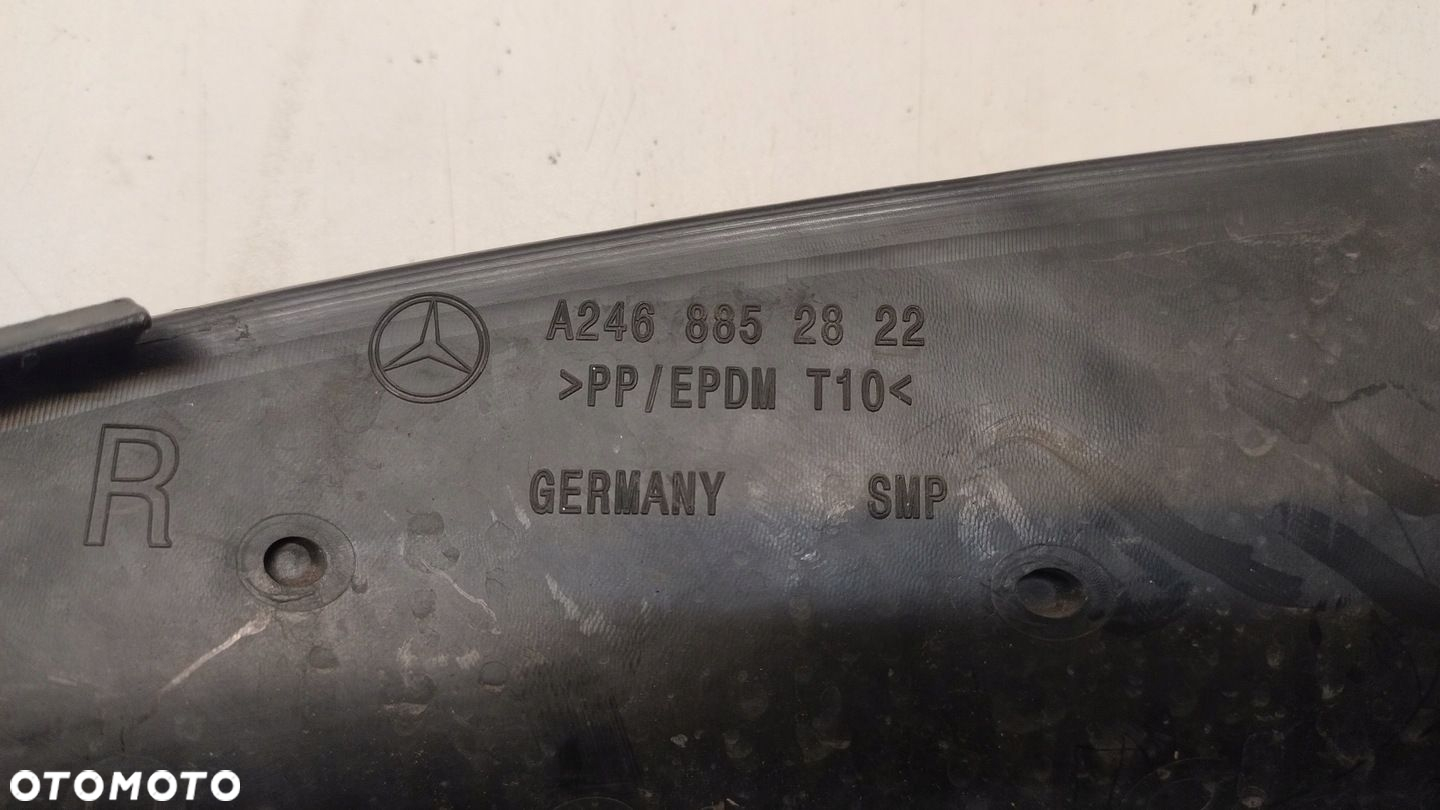 A246 885 28 22
>PP/EPDM T10<
R
GERMANY SMP
OTOMOTO